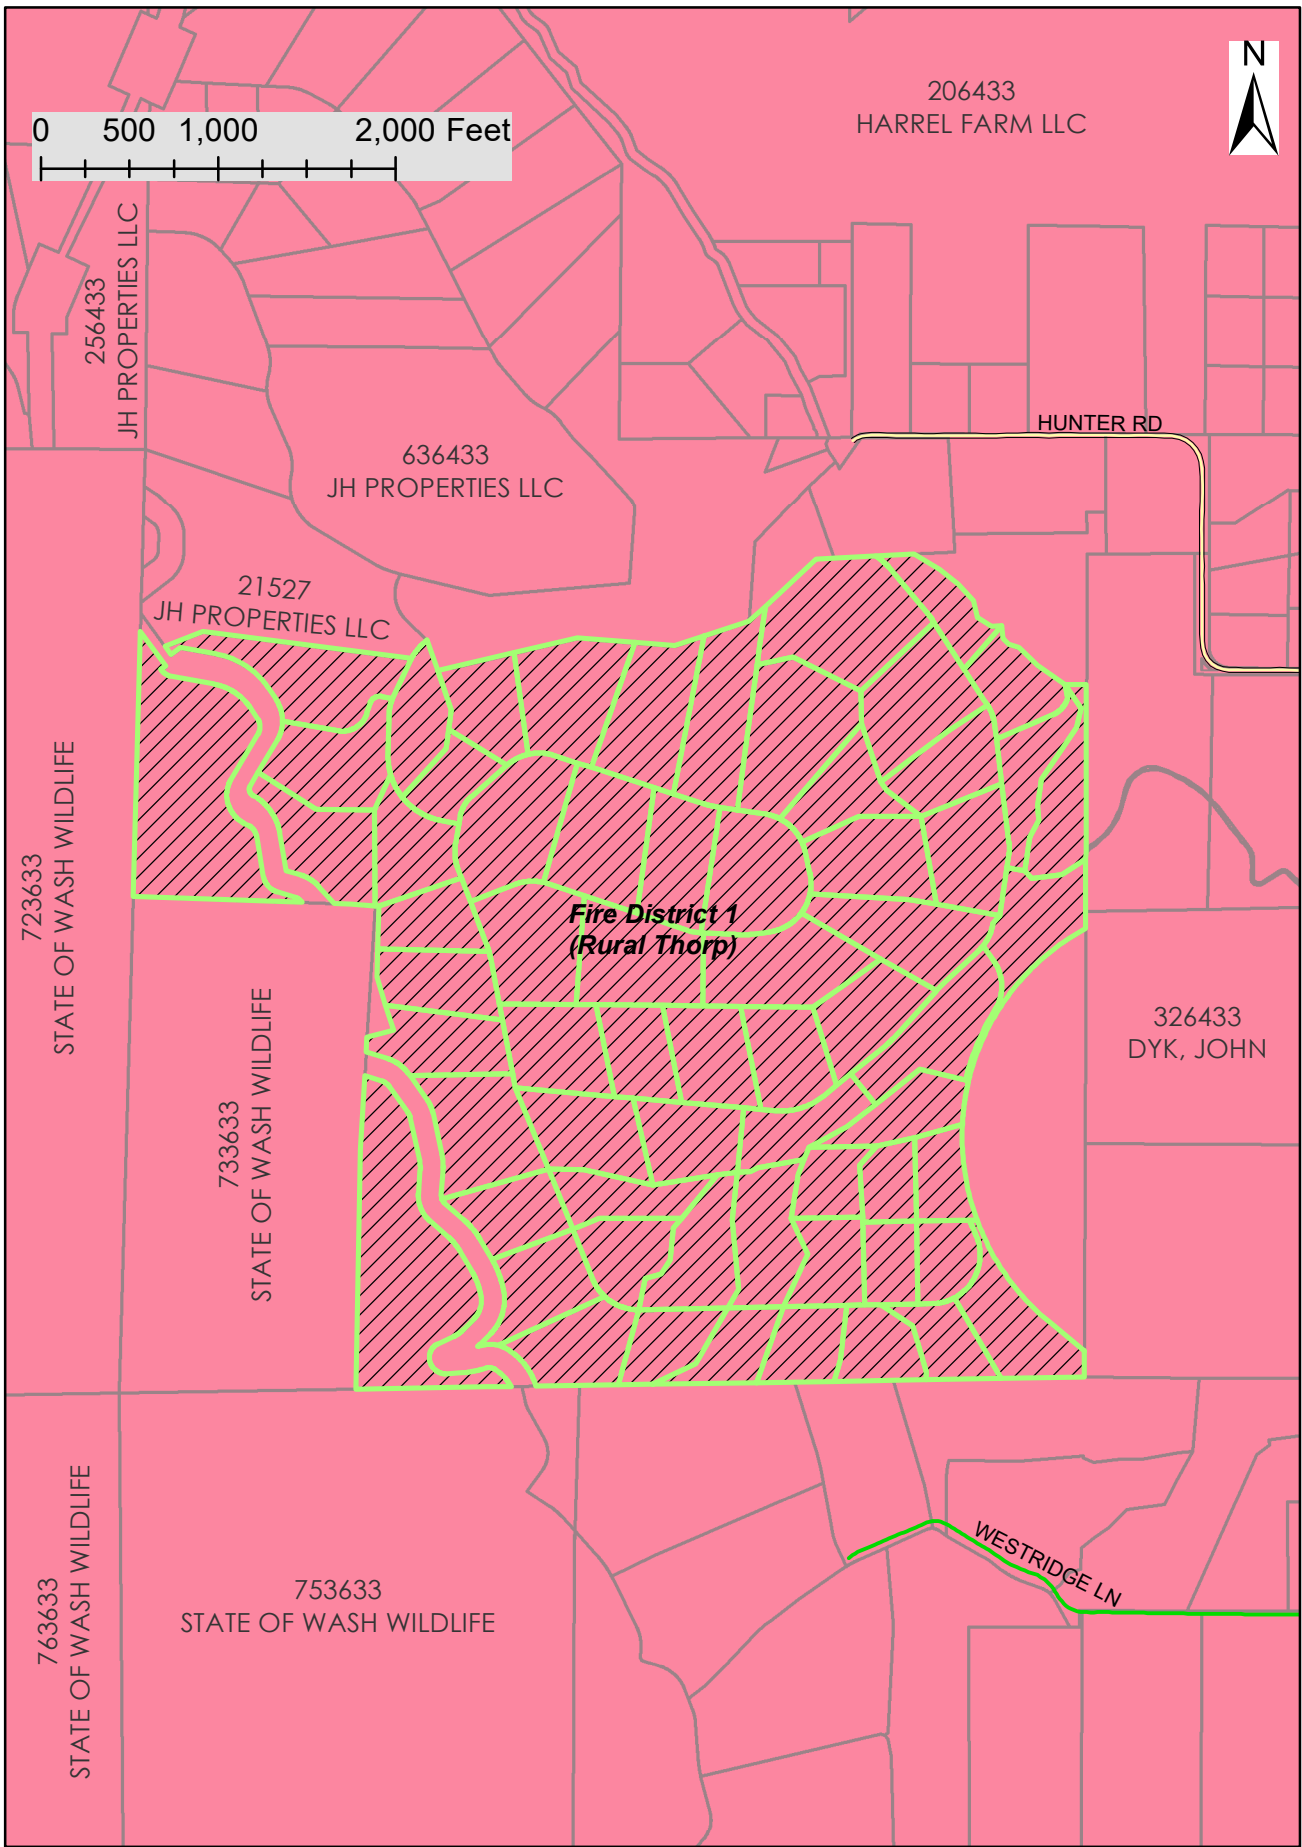 N
206433
HARREL FARM LLC
0 500 1,000 2,000 Feet
256433
JH PROPERTIES LLC
HUNTER RD
636433
JH PROPERTIES LLC
21527
JH PROPERTIES LLC
723633
STATE OF WASH WILDLIFE
Fire District 1
(Rural Thorp)
733633
STATE OF WASH WILDLIFE
326433
DYK, JOHN
763633
STATE OF WASH WILDLIFE
753633
STATE OF WASH WILDLIFE
WESTRIDGE LN